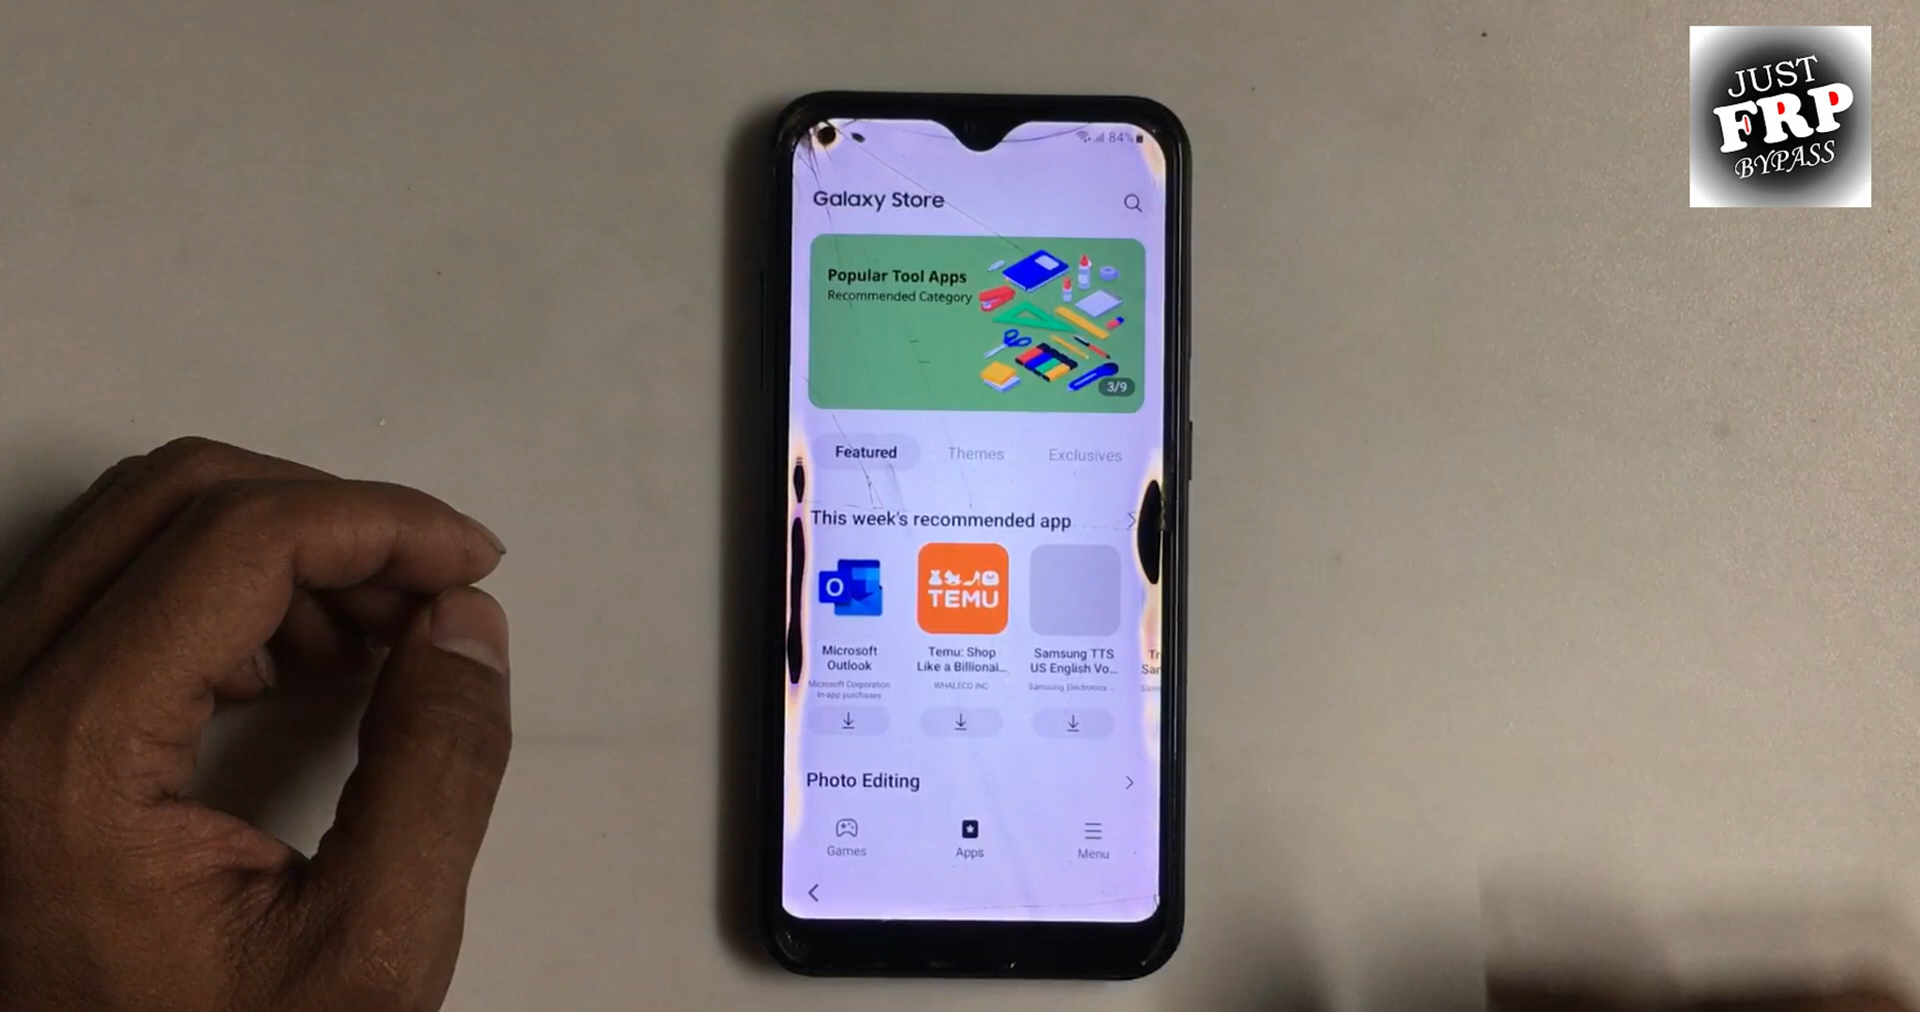 JUST
FRP
BYPASS
84%
Galaxy Store
Popular Tool Apps
Recommended Category
3/9
Featured
Themes
Exclusives
This week's recommended app
O
TEMU
Microsoft
Outlook
Microsoft Corporation
In-app purchases
Temu: Shop
Like a Billionai...
WHALECO INC
Samsung TTS
US English Vo...
Samsung Electronics ...
Tr
Sar
Photo Editing
Games
Apps
Menu